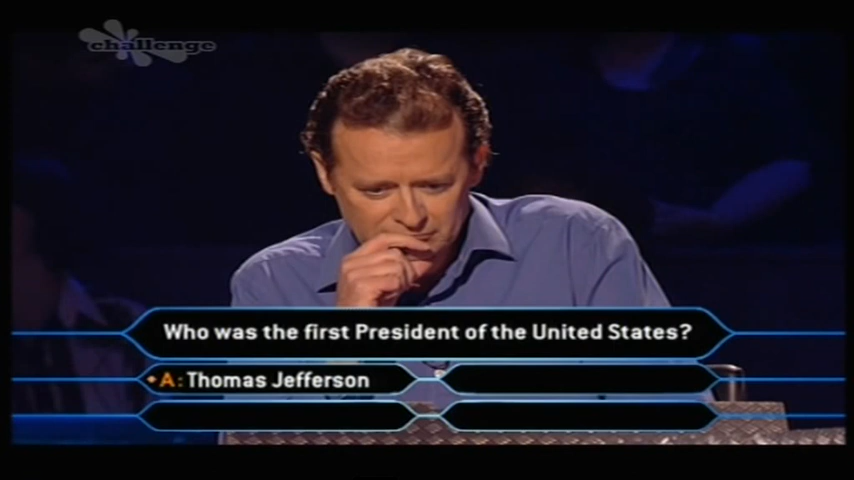 challenge
Who was the first President of the United States?
A: Thomas Jefferson